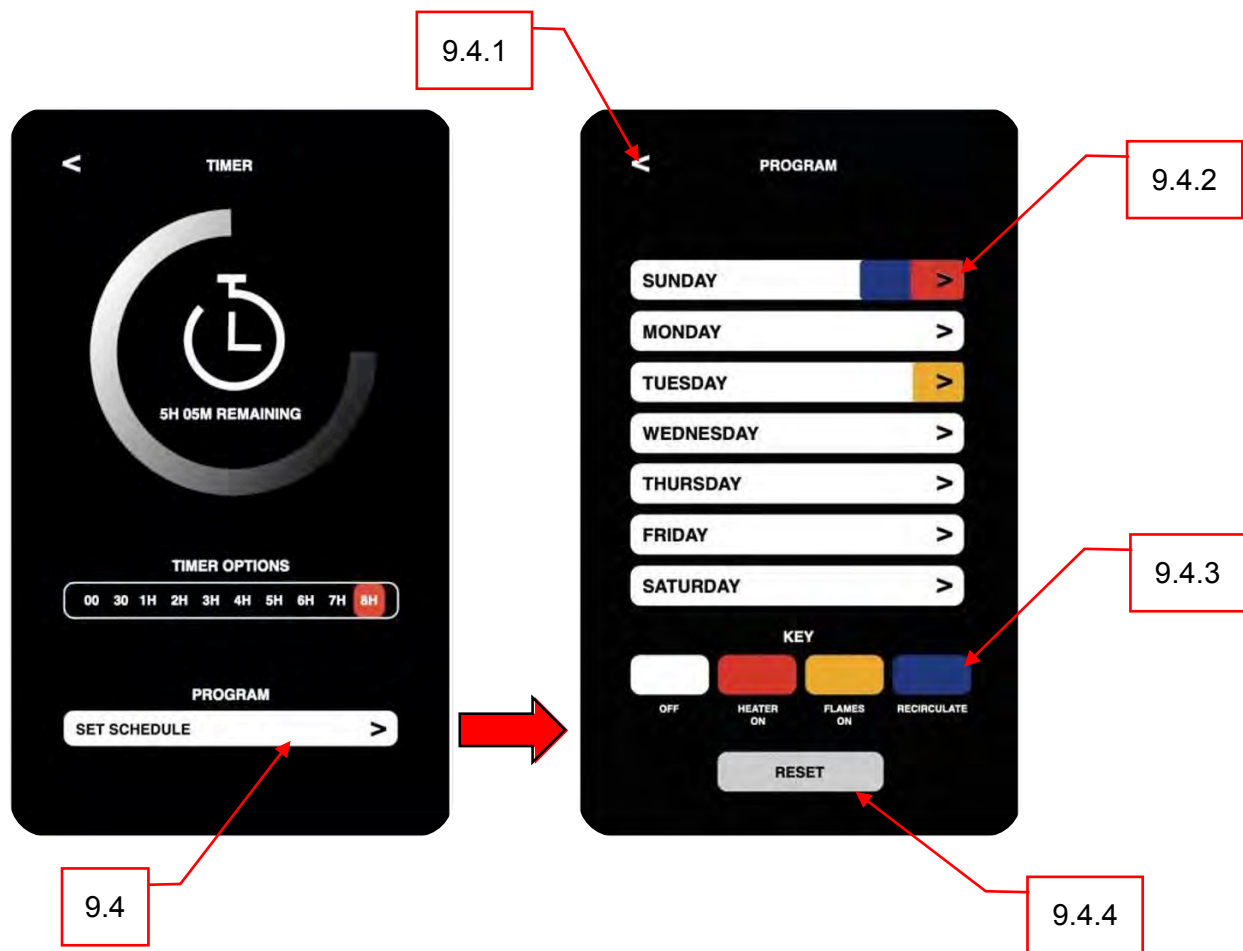 9.4.1
< TIMER
5H 05M REMAINING
TIMER OPTIONS
00 30 1H 2H 3H 4H 5H 6H 7H 8H
PROGRAM
SET SCHEDULE >
9.4
< PROGRAM
9.4.2
SUNDAY >
MONDAY >
TUESDAY >
WEDNESDAY >
THURSDAY >
FRIDAY >
SATURDAY >
9.4.3
KEY
OFF
HEATER
ON
FLAMES
ON
RECIRCULATE
RESET
9.4.4